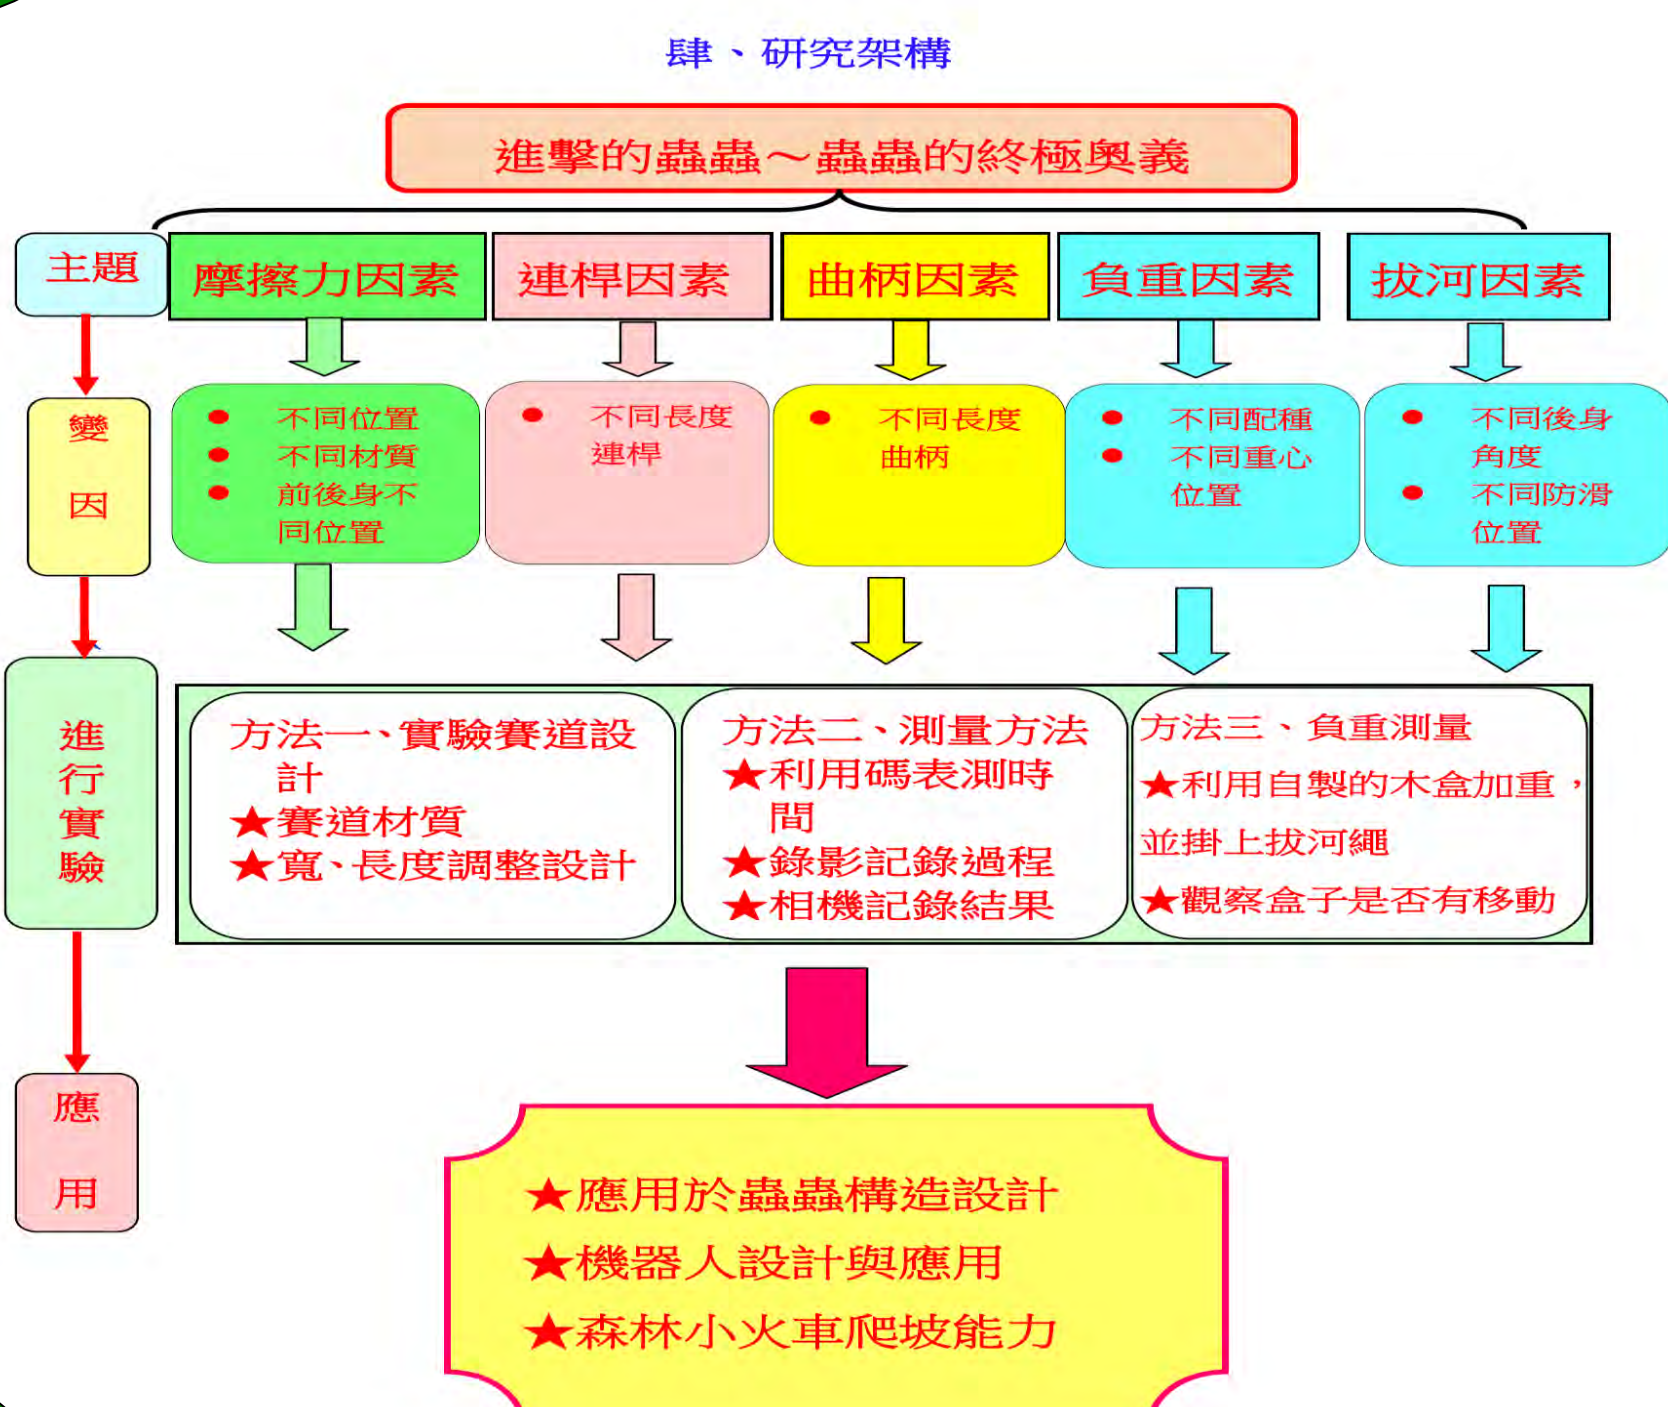 肆、研究架構
進擊的蟲蟲～蟲蟲的終極奧義
主題
摩擦力因素
連桿因素
曲柄因素
負重因素
拔河因素
變
因
不同位置
不同材質
前後身不
同位置
不同長度
連桿
不同長度
曲柄
不同配種
不同重心
位置
不同後身
角度
不同防滑
位置
進
行
實
驗
方法一、實驗賽道設
計
★賽道材質
★寬、長度調整設計
方法二、測量方法
★利用碼表測時
間
★錄影記錄過程
★相機記錄結果
方法三、負重測量
★利用自製的木盒加重，
並掛上拔河繩
★觀察盒子是否有移動
應
用
★應用於蟲蟲構造設計
★機器人設計與應用
★森林小火車爬坡能力